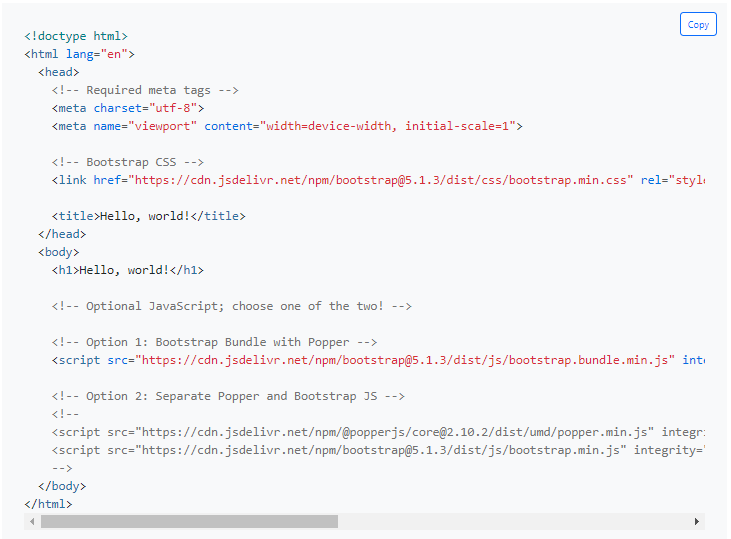 Copy
<!doctype html>
<html lang="en">
  <head>
    <!-- Required meta tags -->
    <meta charset="utf-8">
    <meta name="viewport" content="width=device-width, initial-scale=1">

    <!-- Bootstrap CSS -->
    <link href="https://cdn.jsdelivr.net/npm/bootstrap@5.1.3/dist/css/bootstrap.min.css" rel="style

    <title>Hello, world!</title>
  </head>
  <body>
    <h1>Hello, world!</h1>

    <!-- Optional JavaScript; choose one of the two! -->

    <!-- Option 1: Bootstrap Bundle with Popper -->
    <script src="https://cdn.jsdelivr.net/npm/bootstrap@5.1.3/dist/js/bootstrap.bundle.min.js" inte

    <!-- Option 2: Separate Popper and Bootstrap JS -->
    <!--
    <script src="https://cdn.jsdelivr.net/npm/@popperjs/core@2.10.2/dist/umd/popper.min.js" integri
    <script src="https://cdn.jsdelivr.net/npm/bootstrap@5.1.3/dist/js/bootstrap.min.js" integrity="
    -->
  </body>
</html>